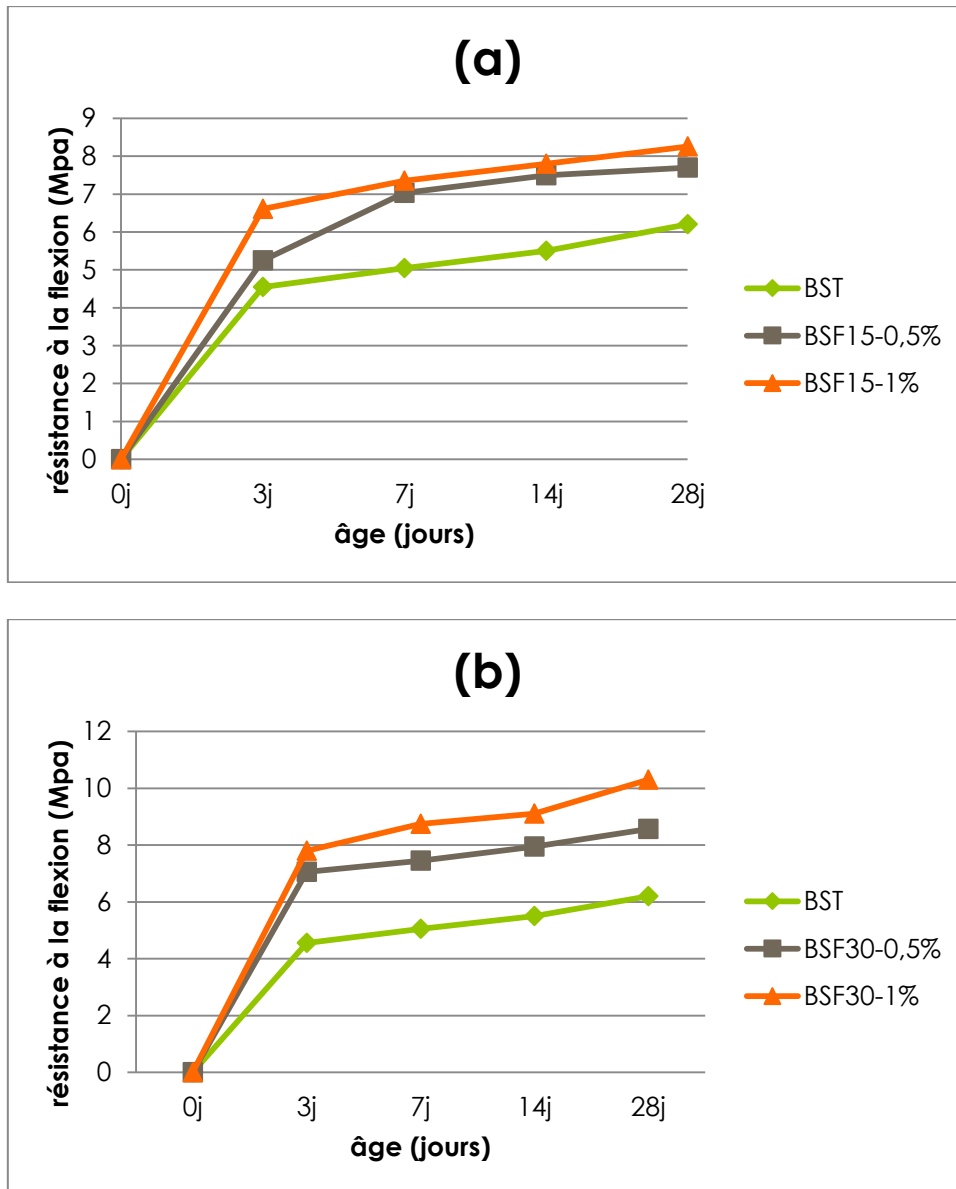 (a)
résistance à la flexion (Mpa)
9
8
7
6
5
4
3
2
1
0
0j 3j 7j 14j 28j
âge (jours)
BST
BSF15-0,5%
BSF15-1%
(b)
résistance à la flexion (Mpa)
12
10
8
6
4
2
0
0j 3j 7j 14j 28j
âge (jours)
BST
BSF30-0,5%
BSF30-1%